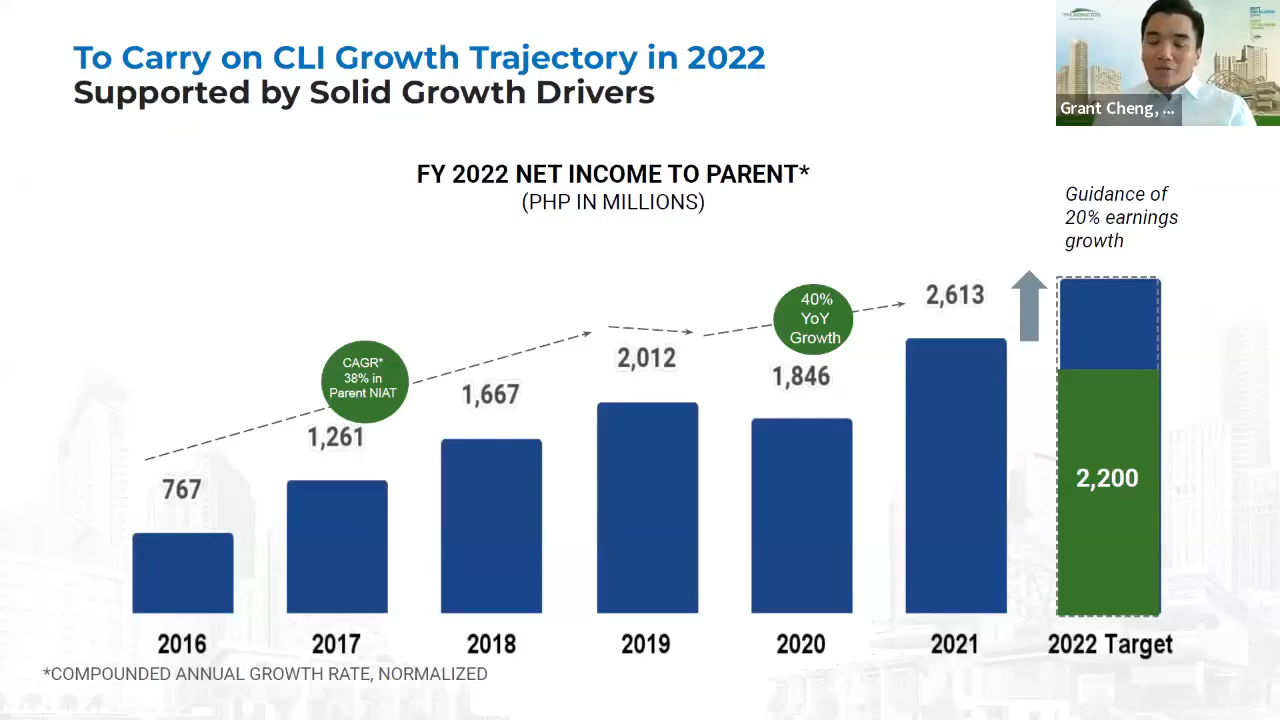 To Carry on CLI Growth Trajectory in 2022
Supported by Solid Growth Drivers
LANDMASTERS
Grant Cheng, ...
FY 2022 NET INCOME TO PARENT*
(PHP IN MILLIONS)
Guidance of
20% earnings
growth
767
CAGR*
38% in
Parent NIAT
1,261
1,667
2,012
40%
YoY
Growth
1,846
2,613
2,200
2016
2017
2018
2019
2020
2021
2022 Target
*COMPOUNDED ANNUAL GROWTH RATE, NORMALIZED